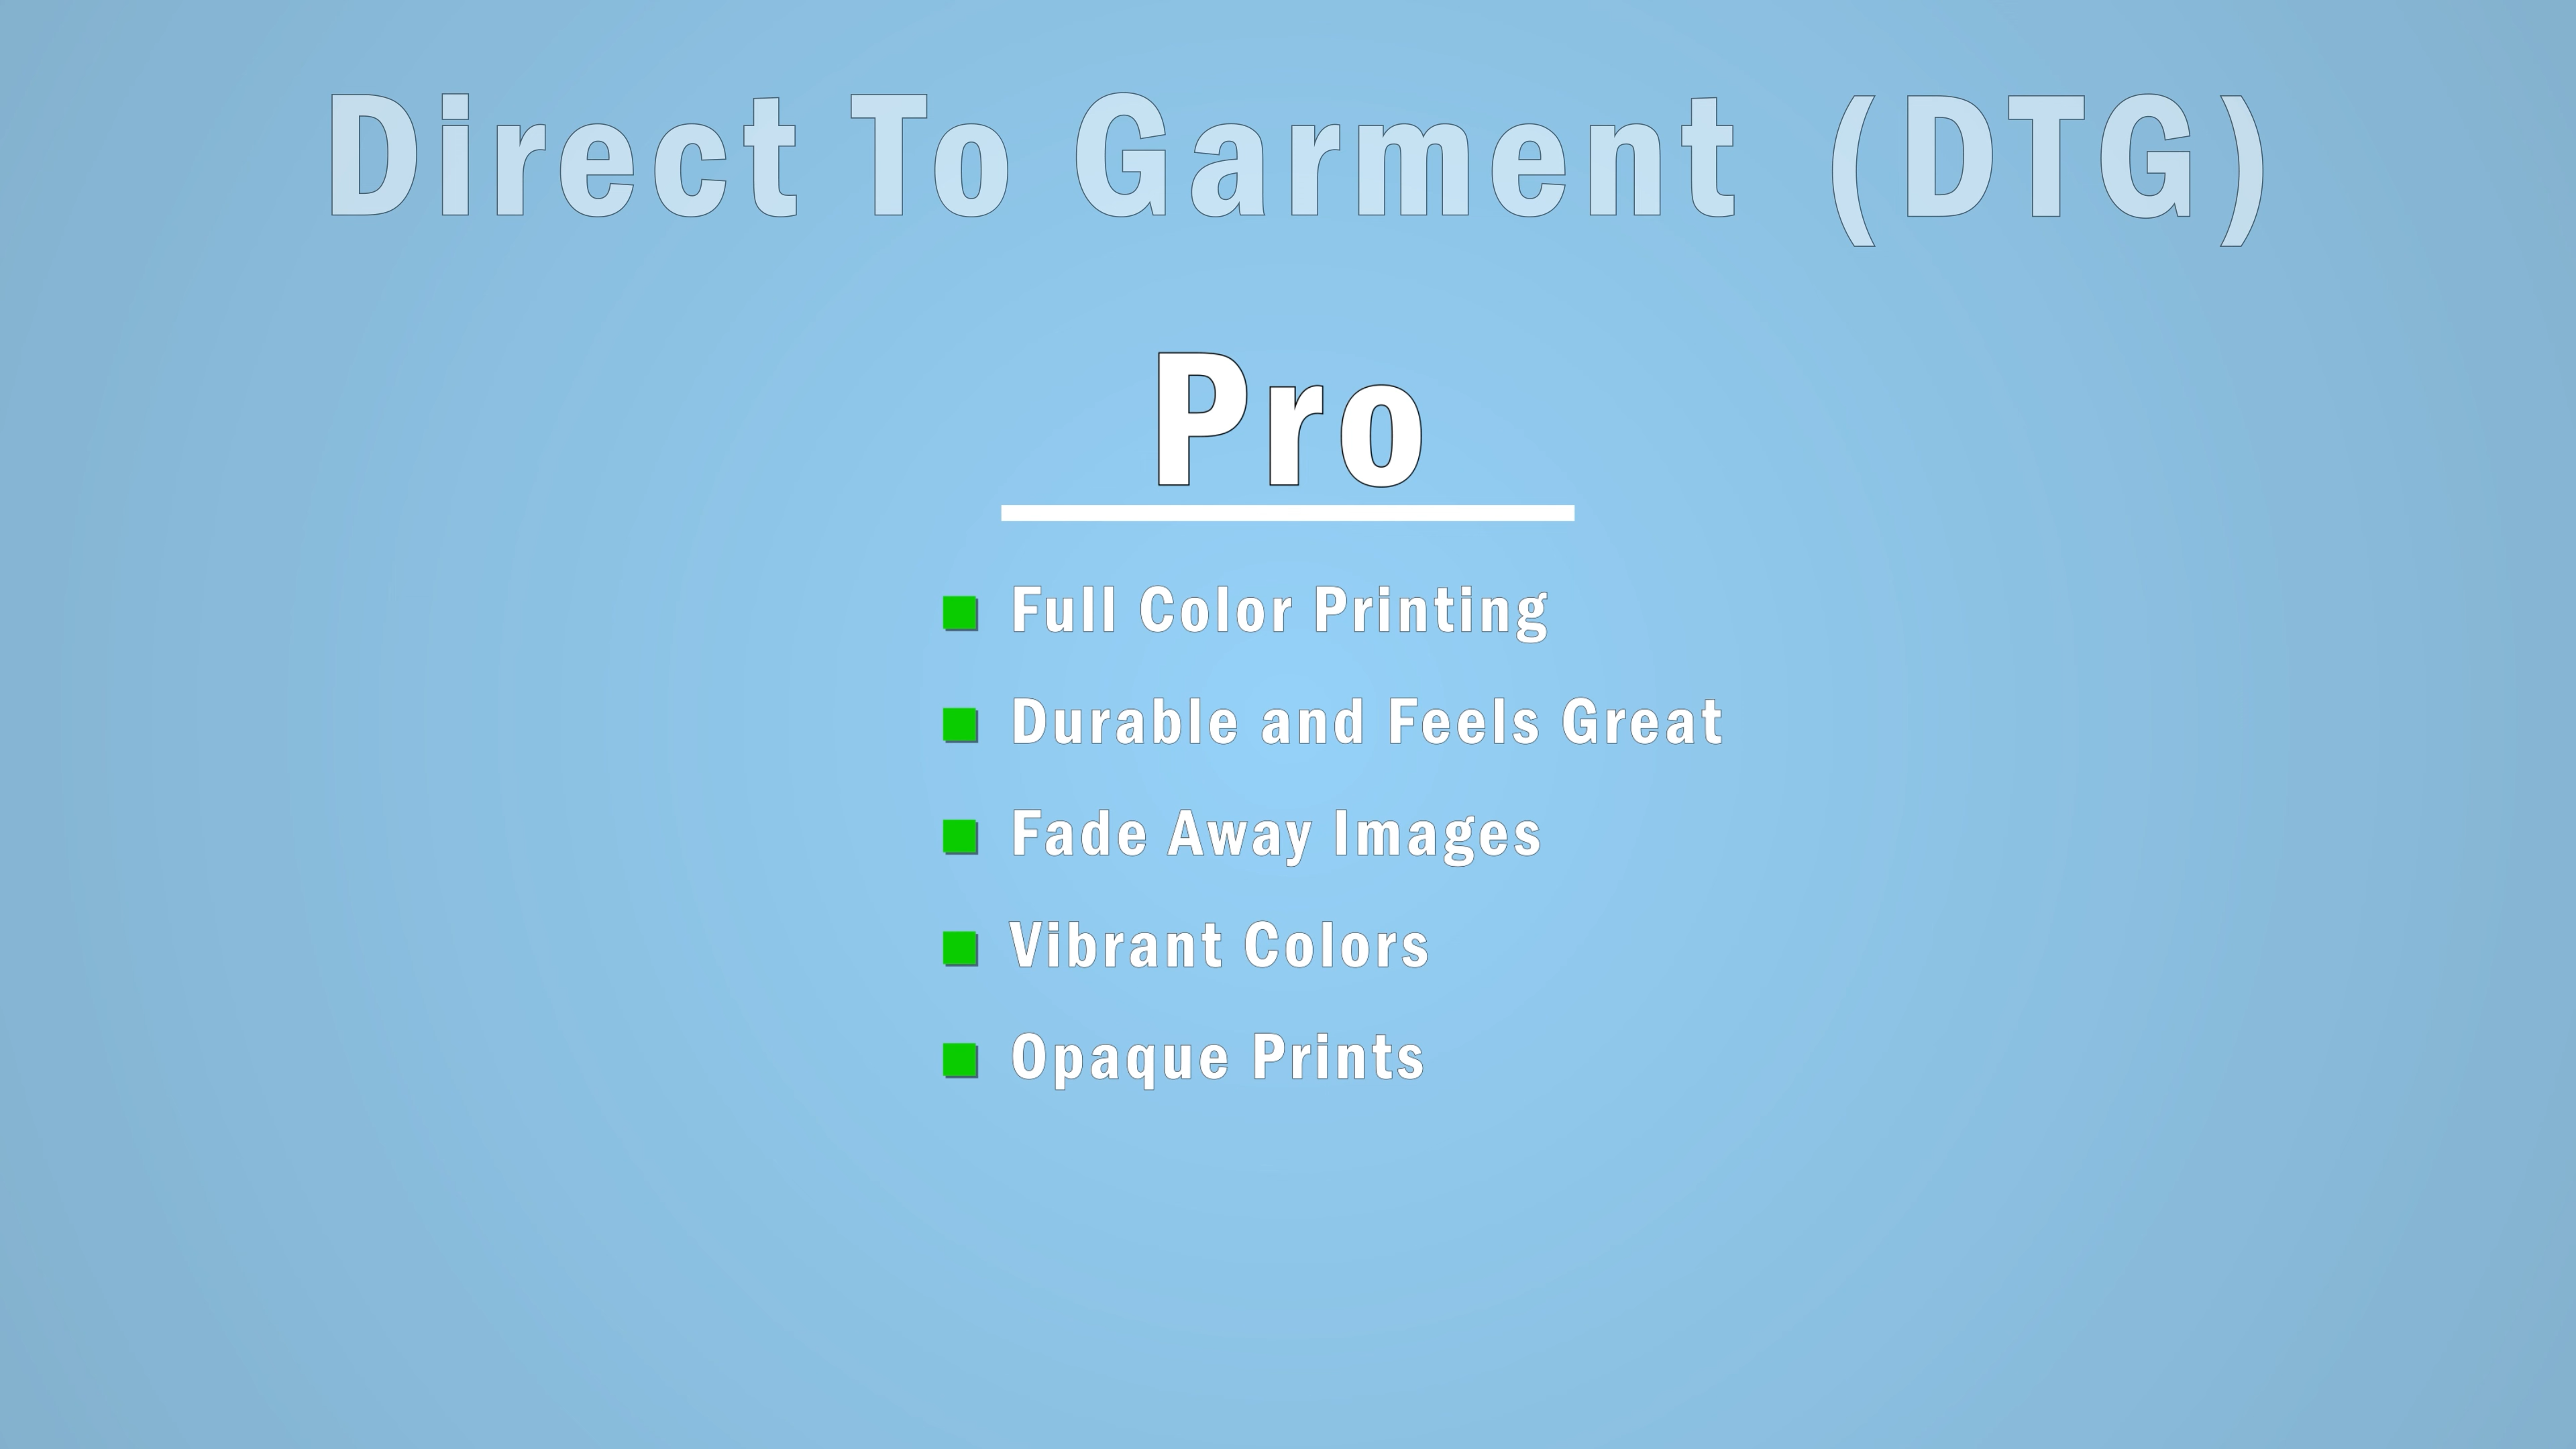 Direct To Garment (DTG)
Pro
Full Color Printing
Durable and Feels Great
Fade Away Images
Vibrant Colors
Opaque Prints